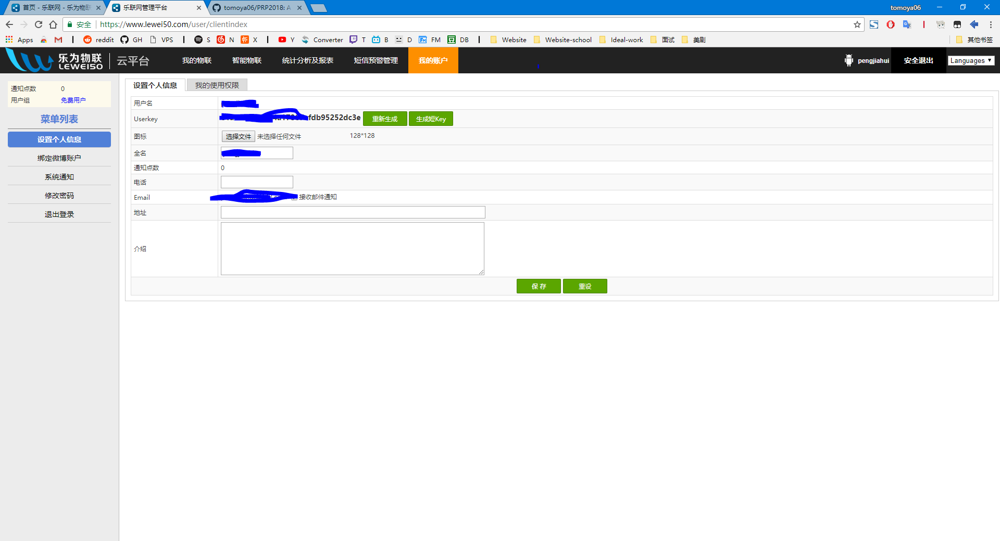 首页 - 乐联网 - 乐为物联
乐联网管理平台
tomoya06/PRP2018: A
tomoya06
安全
https://www.lewei50.com/user/clientindex
Apps
reddit
GH
VPS
S
N
X
Y
Converter
T
B
D
FM
DB
Website
Website-school
Ideal-work
面试
美剧
其他书签
乐为物联
LEWEI50
云平台
我的物联
智能物联
统计分析及报表
短信预警管理
我的账户
pengjiahui
安全退出
Languages
通知点数 0
用户组 免费用户
菜单列表
设置个人信息
绑定微博账户
系统通知
修改密码
退出登录
设置个人信息
我的使用权限
用户名
Userkey fdb95252dc3e 重新生成 生成短Key
图标 选择文件 未选择任何文件 128*128
全名
通知点数 0
电话
Email 接收邮件通知
地址
介绍
保 存 重设